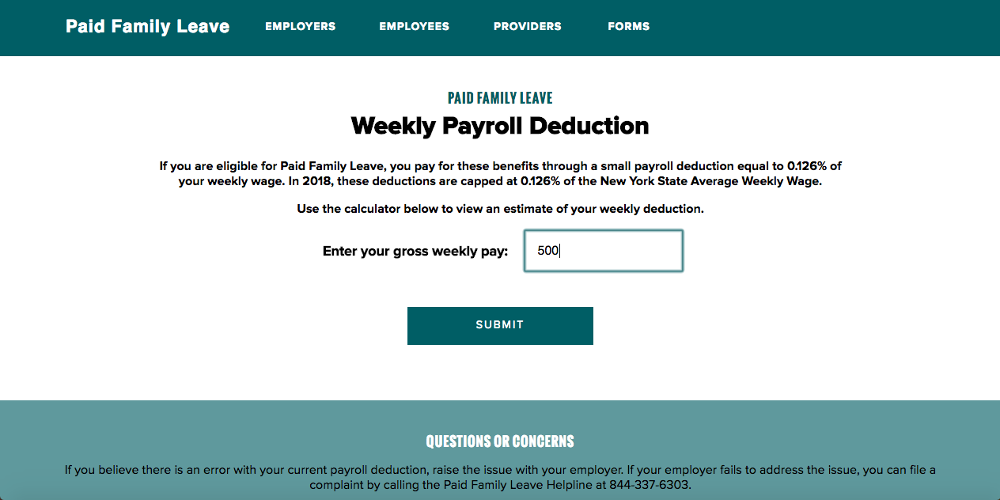 Paid Family Leave EMPLOYERS EMPLOYEES PROVIDERS FORMS
PAID FAMILY LEAVE
Weekly Payroll Deduction
If you are eligible for Paid Family Leave, you pay for these benefits through a small payroll deduction equal to 0.126% of
your weekly wage. In 2018, these deductions are capped at 0.126% of the New York State Average Weekly Wage.
Use the calculator below to view an estimate of your weekly deduction.
Enter your gross weekly pay: 500
SUBMIT
QUESTIONS OR CONCERNS
If you believe there is an error with your current payroll deduction, raise the issue with your employer. If your employer fails to address the issue, you can file a
complaint by calling the Paid Family Leave Helpline at 844-337-6303.